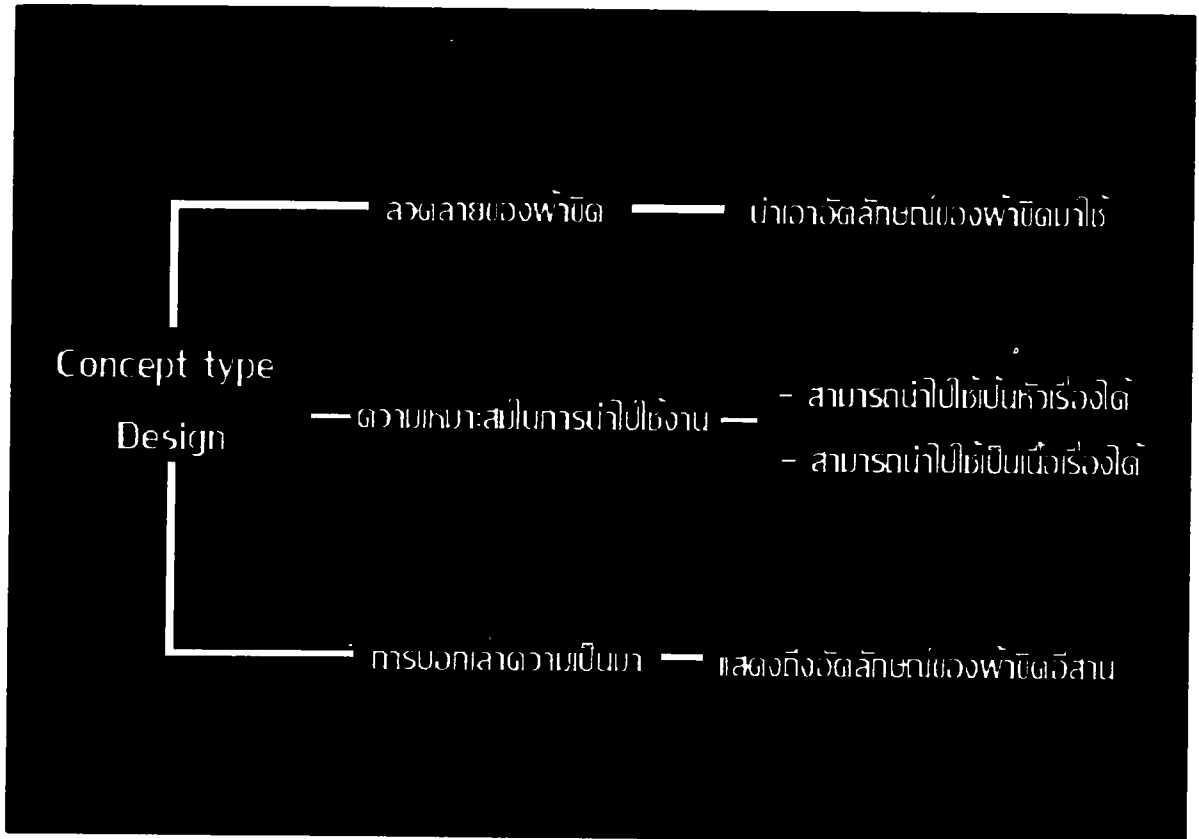 ลวดลายของผ้าขิด
นำเอาอัตลักษณ์ของผ้าขิดมาใช้
Concept type
Design
ความเหมาะสมในการนำไปใช้งาน
- สามารถนำไปใช้เป็นหัวเรื่องได้
- สามารถนำไปใช้เป็นเนื้อเรื่องได้
การบอกเล่าความเป็นมา
แสดงถึงอัตลักษณ์ของผ้าขิดอีสาน